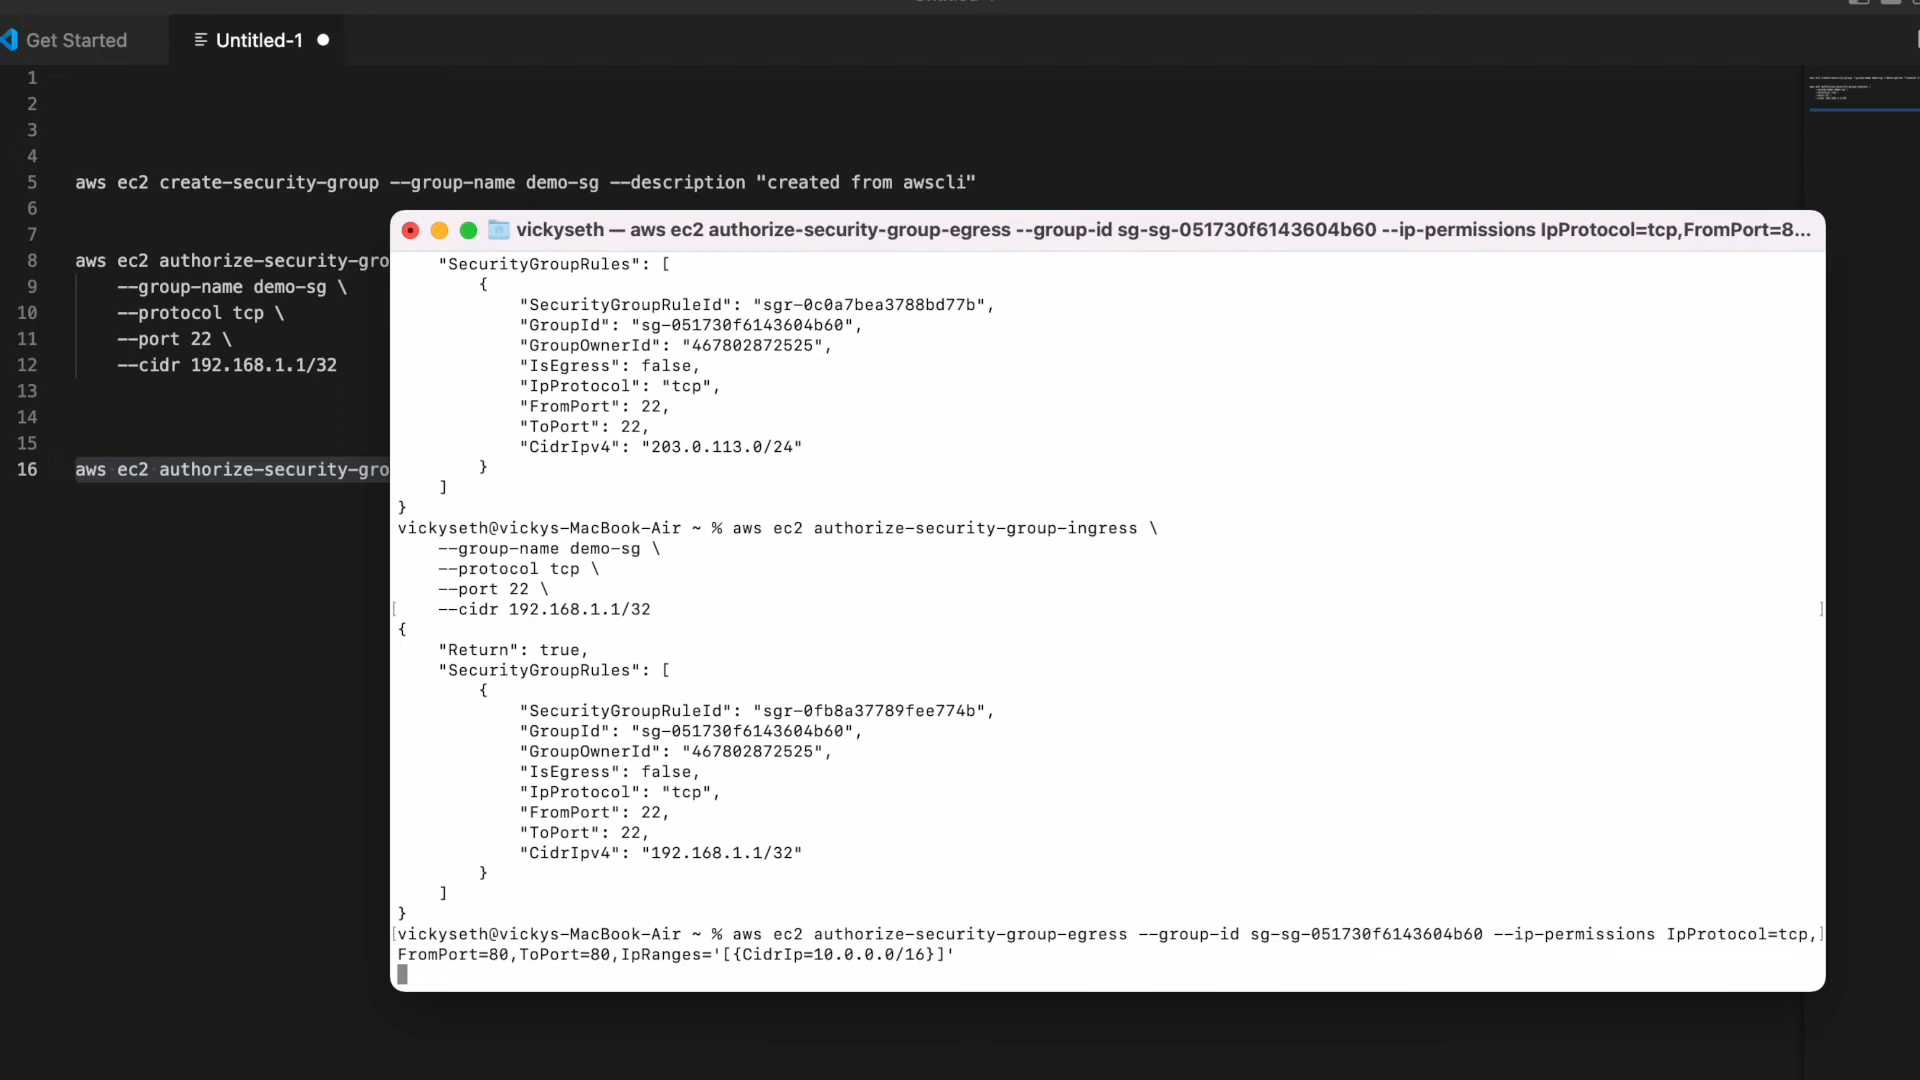 Get Started
Untitled-1
1
2
3
4
5 aws ec2 create-security-group --group-name demo-sg --description "created from awscli"
6
7
8 aws ec2 authorize-security-gro
9 --group-name demo-sg \
10 --protocol tcp \
11 --port 22 \
12 --cidr 192.168.1.1/32
13
14
15
16 aws ec2 authorize-security-gro
vickyseth — aws ec2 authorize-security-group-egress --group-id sg-sg-051730f6143604b60 --ip-permissions IpProtocol=tcp,FromPort=8...
"SecurityGroupRules": [
{
"SecurityGroupRuleId": "sgr-0c0a7bea3788bd77b",
"GroupId": "sg-051730f6143604b60",
"GroupOwnerId": "467802872525",
"IsEgress": false,
"IpProtocol": "tcp",
"FromPort": 22,
"ToPort": 22,
"CidrIpv4": "203.0.113.0/24"
}
]
}
vickyseth@vickys-MacBook-Air ~ % aws ec2 authorize-security-group-ingress \
--group-name demo-sg \
--protocol tcp \
--port 22 \
[ --cidr 192.168.1.1/32 ]
{
"Return": true,
"SecurityGroupRules": [
{
"SecurityGroupRuleId": "sgr-0fb8a37789fee774b",
"GroupId": "sg-051730f6143604b60",
"GroupOwnerId": "467802872525",
"IsEgress": false,
"IpProtocol": "tcp",
"FromPort": 22,
"ToPort": 22,
"CidrIpv4": "192.168.1.1/32"
}
]
}
[vickyseth@vickys-MacBook-Air ~ % aws ec2 authorize-security-group-egress --group-id sg-sg-051730f6143604b60 --ip-permissions IpProtocol=tcp,]
FromPort=80,ToPort=80,IpRanges='[{CidrIp=10.0.0.0/16}]'